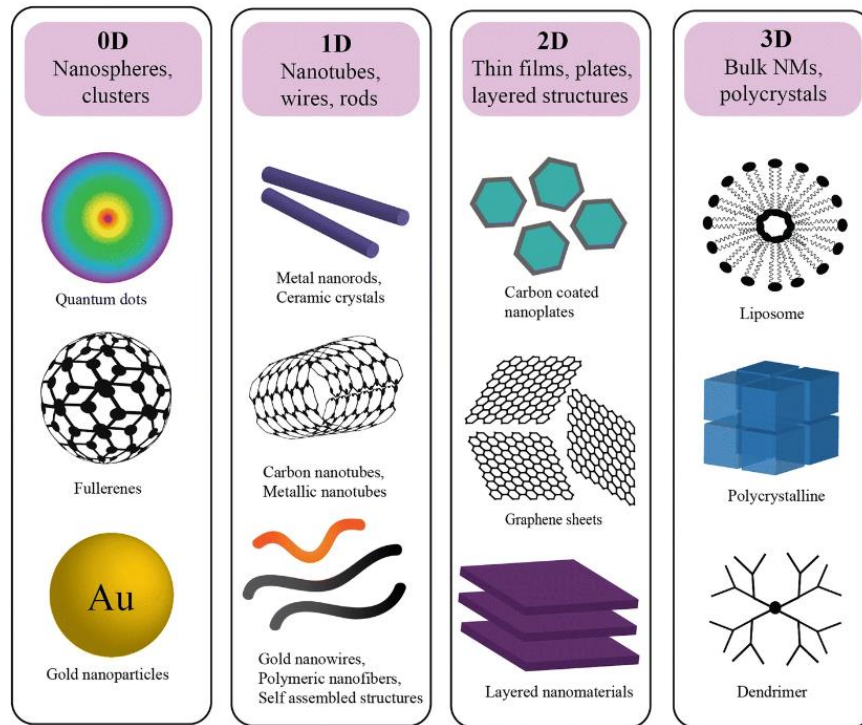 0D
Nanospheres,
clusters
Quantum dots
Fullerenes
Au
Gold nanoparticles
1D
Nanotubes,
wires, rods
Metal nanorods,
Ceramic crystals
Carbon nanotubes,
Metallic nanotubes
Gold nanowires,
Polymeric nanofibers,
Self assembled structures
2D
Thin films, plates,
layered structures
Carbon coated
nanoplates
Graphene sheets
Layered nanomaterials
3D
Bulk NMs,
polycrystals
Liposome
Polycrystalline
Dendrimer